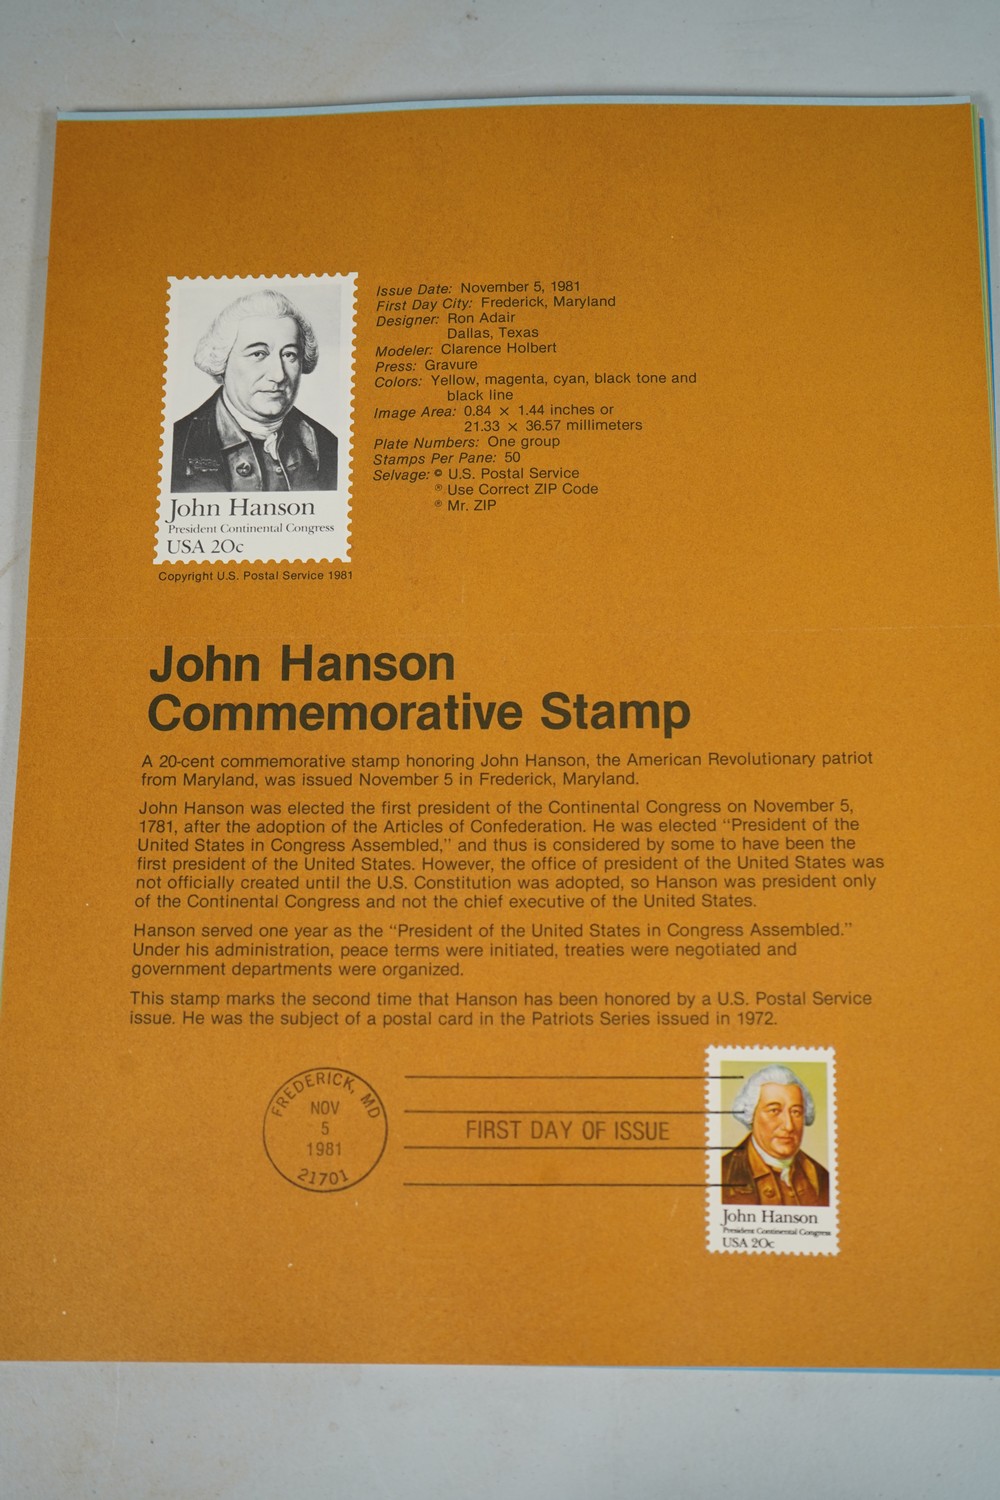 John Hanson
President Continental Congress
USA 20c
Copyright U.S. Postal Service 1981
Issue Date: November 5, 1981
First Day City: Frederick, Maryland
Designer: Ron Adair
Dallas, Texas
Modeler: Clarence Holbert
Press: Gravure
Colors: Yellow, magenta, cyan, black tone and
black line
Image Area: 0.84 × 1.44 inches or
21.33 × 36.57 millimeters
Plate Numbers: One group
Stamps Per Pane: 50
Selvage: © U.S. Postal Service
® Use Correct ZIP Code
® Mr. ZIP
John Hanson
Commemorative Stamp
A 20-cent commemorative stamp honoring John Hanson, the American Revolutionary patriot
from Maryland, was issued November 5 in Frederick, Maryland.
John Hanson was elected the first president of the Continental Congress on November 5,
1781, after the adoption of the Articles of Confederation. He was elected “President of the
United States in Congress Assembled,” and thus is considered by some to have been the
first president of the United States. However, the office of president of the United States was
not officially created until the U.S. Constitution was adopted, so Hanson was president only
of the Continental Congress and not the chief executive of the United States.
Hanson served one year as the “President of the United States in Congress Assembled.”
Under his administration, peace terms were initiated, treaties were negotiated and
government departments were organized.
This stamp marks the second time that Hanson has been honored by a U.S. Postal Service
issue. He was the subject of a postal card in the Patriots Series issued in 1972.
FREDERICK, MD
NOV
5
1981
21701
FIRST DAY OF ISSUE
John Hanson
President Continental Congress
USA 20c